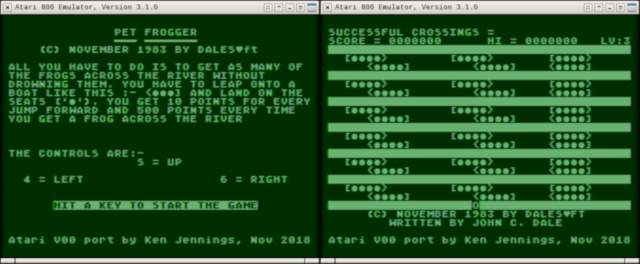 Atari 800 Emulator, Version 3.1.0
PET FROGGER
(C) NOVEMBER 1983 BY DALES♥ft
ALL YOU HAVE TO DO IS TO GET AS MANY OF
THE FROGS ACROSS THE RIVER WITHOUT
DROWNING THEM. YOU HAVE TO LEAP ONTO A
BOAT LIKE THIS :- <●●●] AND LAND ON THE
SEATS ('●'). YOU GET 10 POINTS FOR EVERY
JUMP FORWARD AND 500 POINTS EVERY TIME
YOU GET A FROG ACROSS THE RIVER
THE CONTROLS ARE:-
5 = UP
4 = LEFT 6 = RIGHT
HIT A KEY TO START THE GAME
Atari V00 port by Ken Jennings, Nov 2018
Atari 800 Emulator, Version 3.1.0
SUCCESSFUL CROSSINGS =
SCORE = 0000000 HI = 0000000 LV:3
[●●●●> [●●●●> [●●●●>
<●●●●] <●●●●] <●●●●]
[●●●●> [●●●●> [●●●●>
<●●●●] <●●●●] <●●●●]
[●●●●> [●●●●> [●●●●>
<●●●●] <●●●●] <●●●●]
[●●●●> [●●●●> [●●●●>
<●●●●] <●●●●] <●●●●]
[●●●●> [●●●●> [●●●●>
<●●●●] <●●●●] <●●●●]
[●●●●> [●●●●> [●●●●>
<●●●●] <●●●●] <●●●●]
(C) NOVEMBER 1983 BY DALES♥FT
WRITTEN BY JOHN C. DALE
Atari V00 port by Ken Jennings, Nov 2018